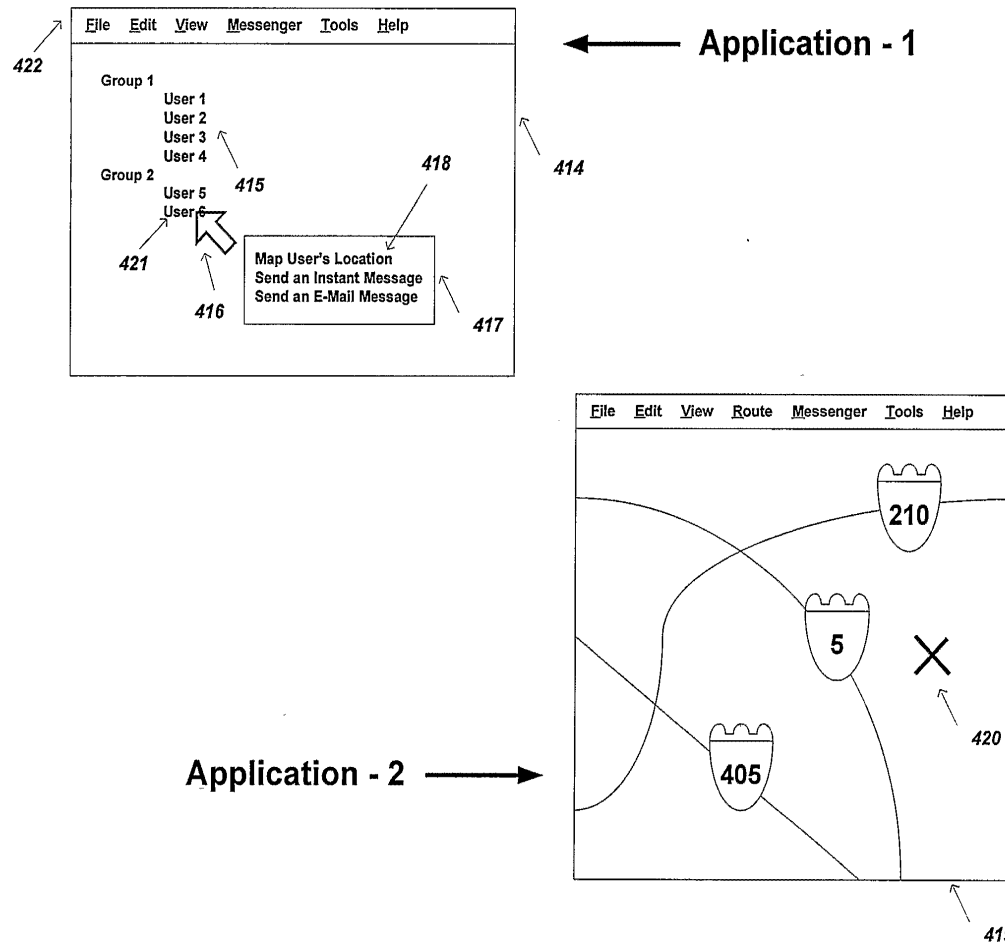 File Edit View Messenger Tools Help
422
Application - 1
Group 1
User 1
User 2
User 3
User 4
415
414
Group 2
User 5
User 6
421
416
418
Map User's Location
Send an Instant Message
Send an E-Mail Message
417
File Edit View Route Messenger Tools Help
210
5
420
Application - 2
405